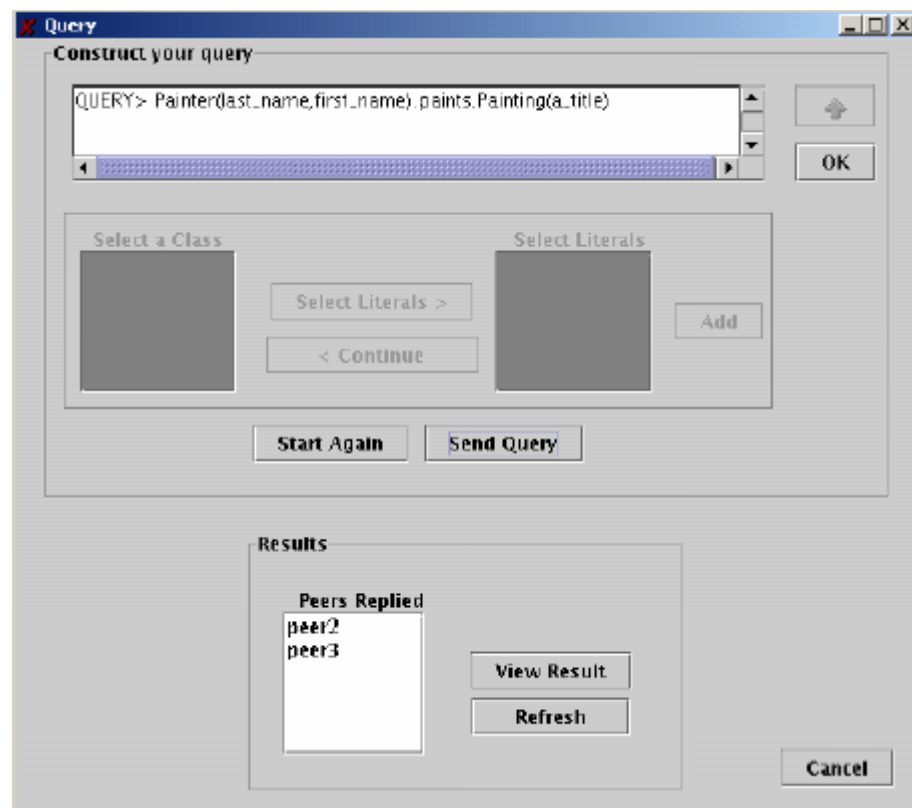 Query
Construct your query
QUERY> Painter(last_name,first_name).paints.Painting(a_title)
OK
Select a Class
Select Literals
Select Literals >
Add
< Continue
Start Again
Send Query
Results
Peers Replied
peer2
peer3
View Result
Refresh
Cancel